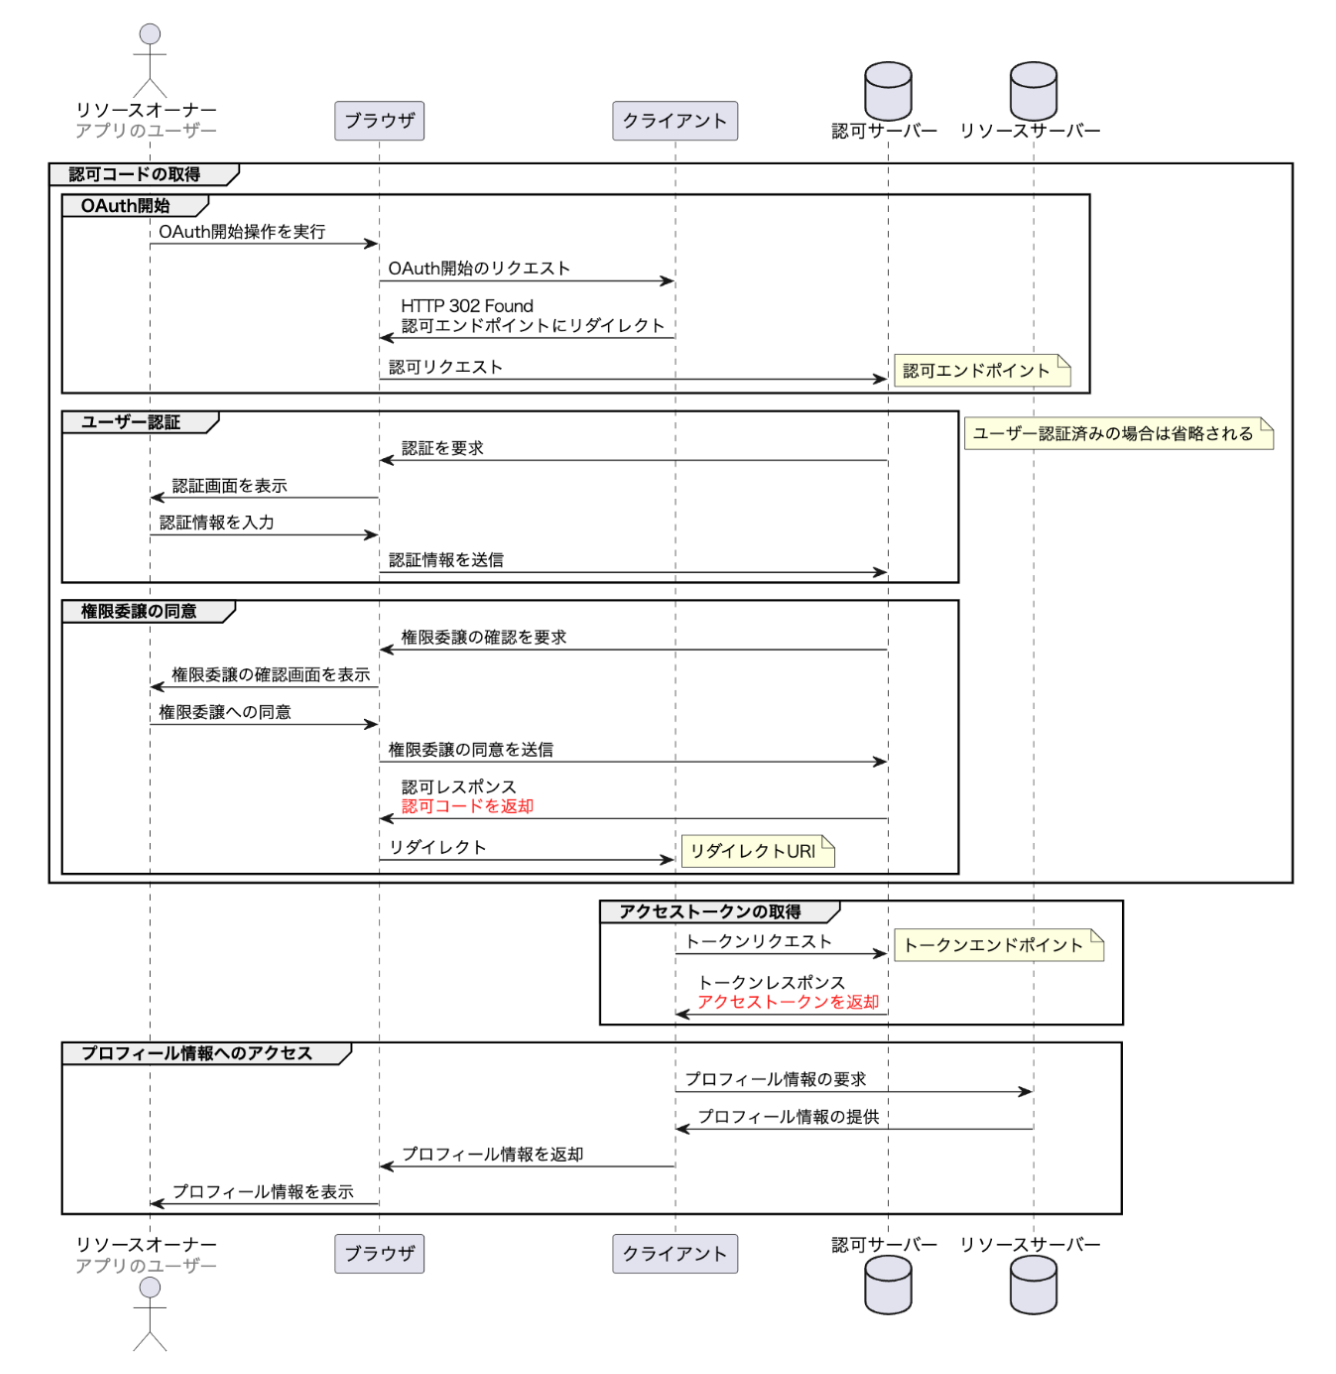 リソースオーナー
アプリのユーザー
ブラウザ
クライアント
認可サーバー
リソースサーバー
認可コードの取得
OAuth開始
OAuth開始操作を実行
OAuth開始のリクエスト
HTTP 302 Found
認可エンドポイントにリダイレクト
認可リクエスト
認可エンドポイント
ユーザー認証
ユーザー認証済みの場合は省略される
認証を要求
認証画面を表示
認証情報を入力
認証情報を送信
権限委譲の同意
権限委譲の確認を要求
権限委譲の確認画面を表示
権限委譲への同意
権限委譲の同意を送信
認可レスポンス
認可コードを返却
リダイレクト
リダイレクトURI
アクセストークンの取得
トークンリクエスト
トークンエンドポイント
トークンレスポンス
アクセストークンを返却
プロフィール情報へのアクセス
プロフィール情報の要求
プロフィール情報の提供
プロフィール情報を返却
プロフィール情報を表示
リソースオーナー
アプリのユーザー
ブラウザ
クライアント
認可サーバー
リソースサーバー